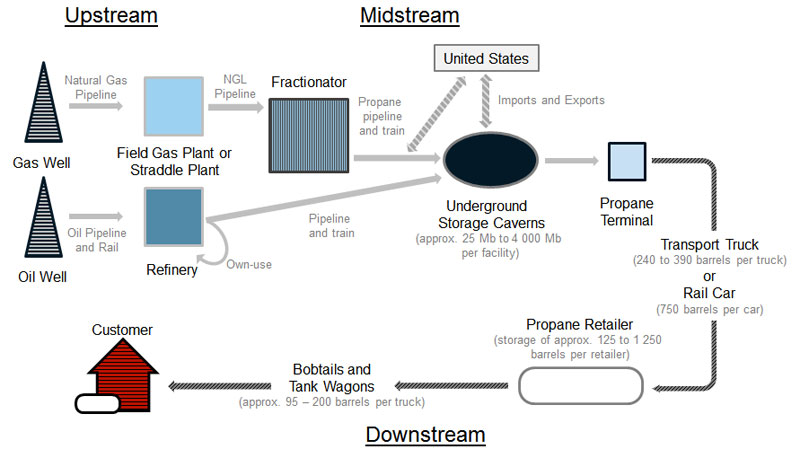 Upstream
Midstream
United States
Natural Gas
Pipeline
NGL
Pipeline
Fractionator
Propane
pipeline
and train
Imports and Exports
Gas Well
Field Gas Plant or
Straddle Plant
Oil Pipeline
and Rail
Pipeline
and train
Underground
Storage Caverns
(approx. 25 Mb to 4 000 Mb
per facility)
Propane
Terminal
Oil Well
Refinery
Own-use
Transport Truck
(240 to 390 barrels per truck)
or
Rail Car
(750 barrels per car)
Customer
Propane Retailer
(storage of approx. 125 to 1 250
barrels per retailer)
Bobtails and
Tank Wagons
(approx. 95 – 200 barrels per truck)
Downstream